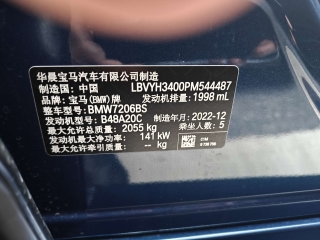 华晨宝马汽车有限公司制造
制造国：中国 LBVYH3400PM544487
品牌：宝马(BMW)牌 发动机排量：1998 mL
整车型号：BMW7206BS
发动机型号：B48A20C 制造年月：2022-12
最大允许总质量：2055 kg 乘坐人数：5
发动机最大净功率：141 kW
最大允许牵引质量：- kg